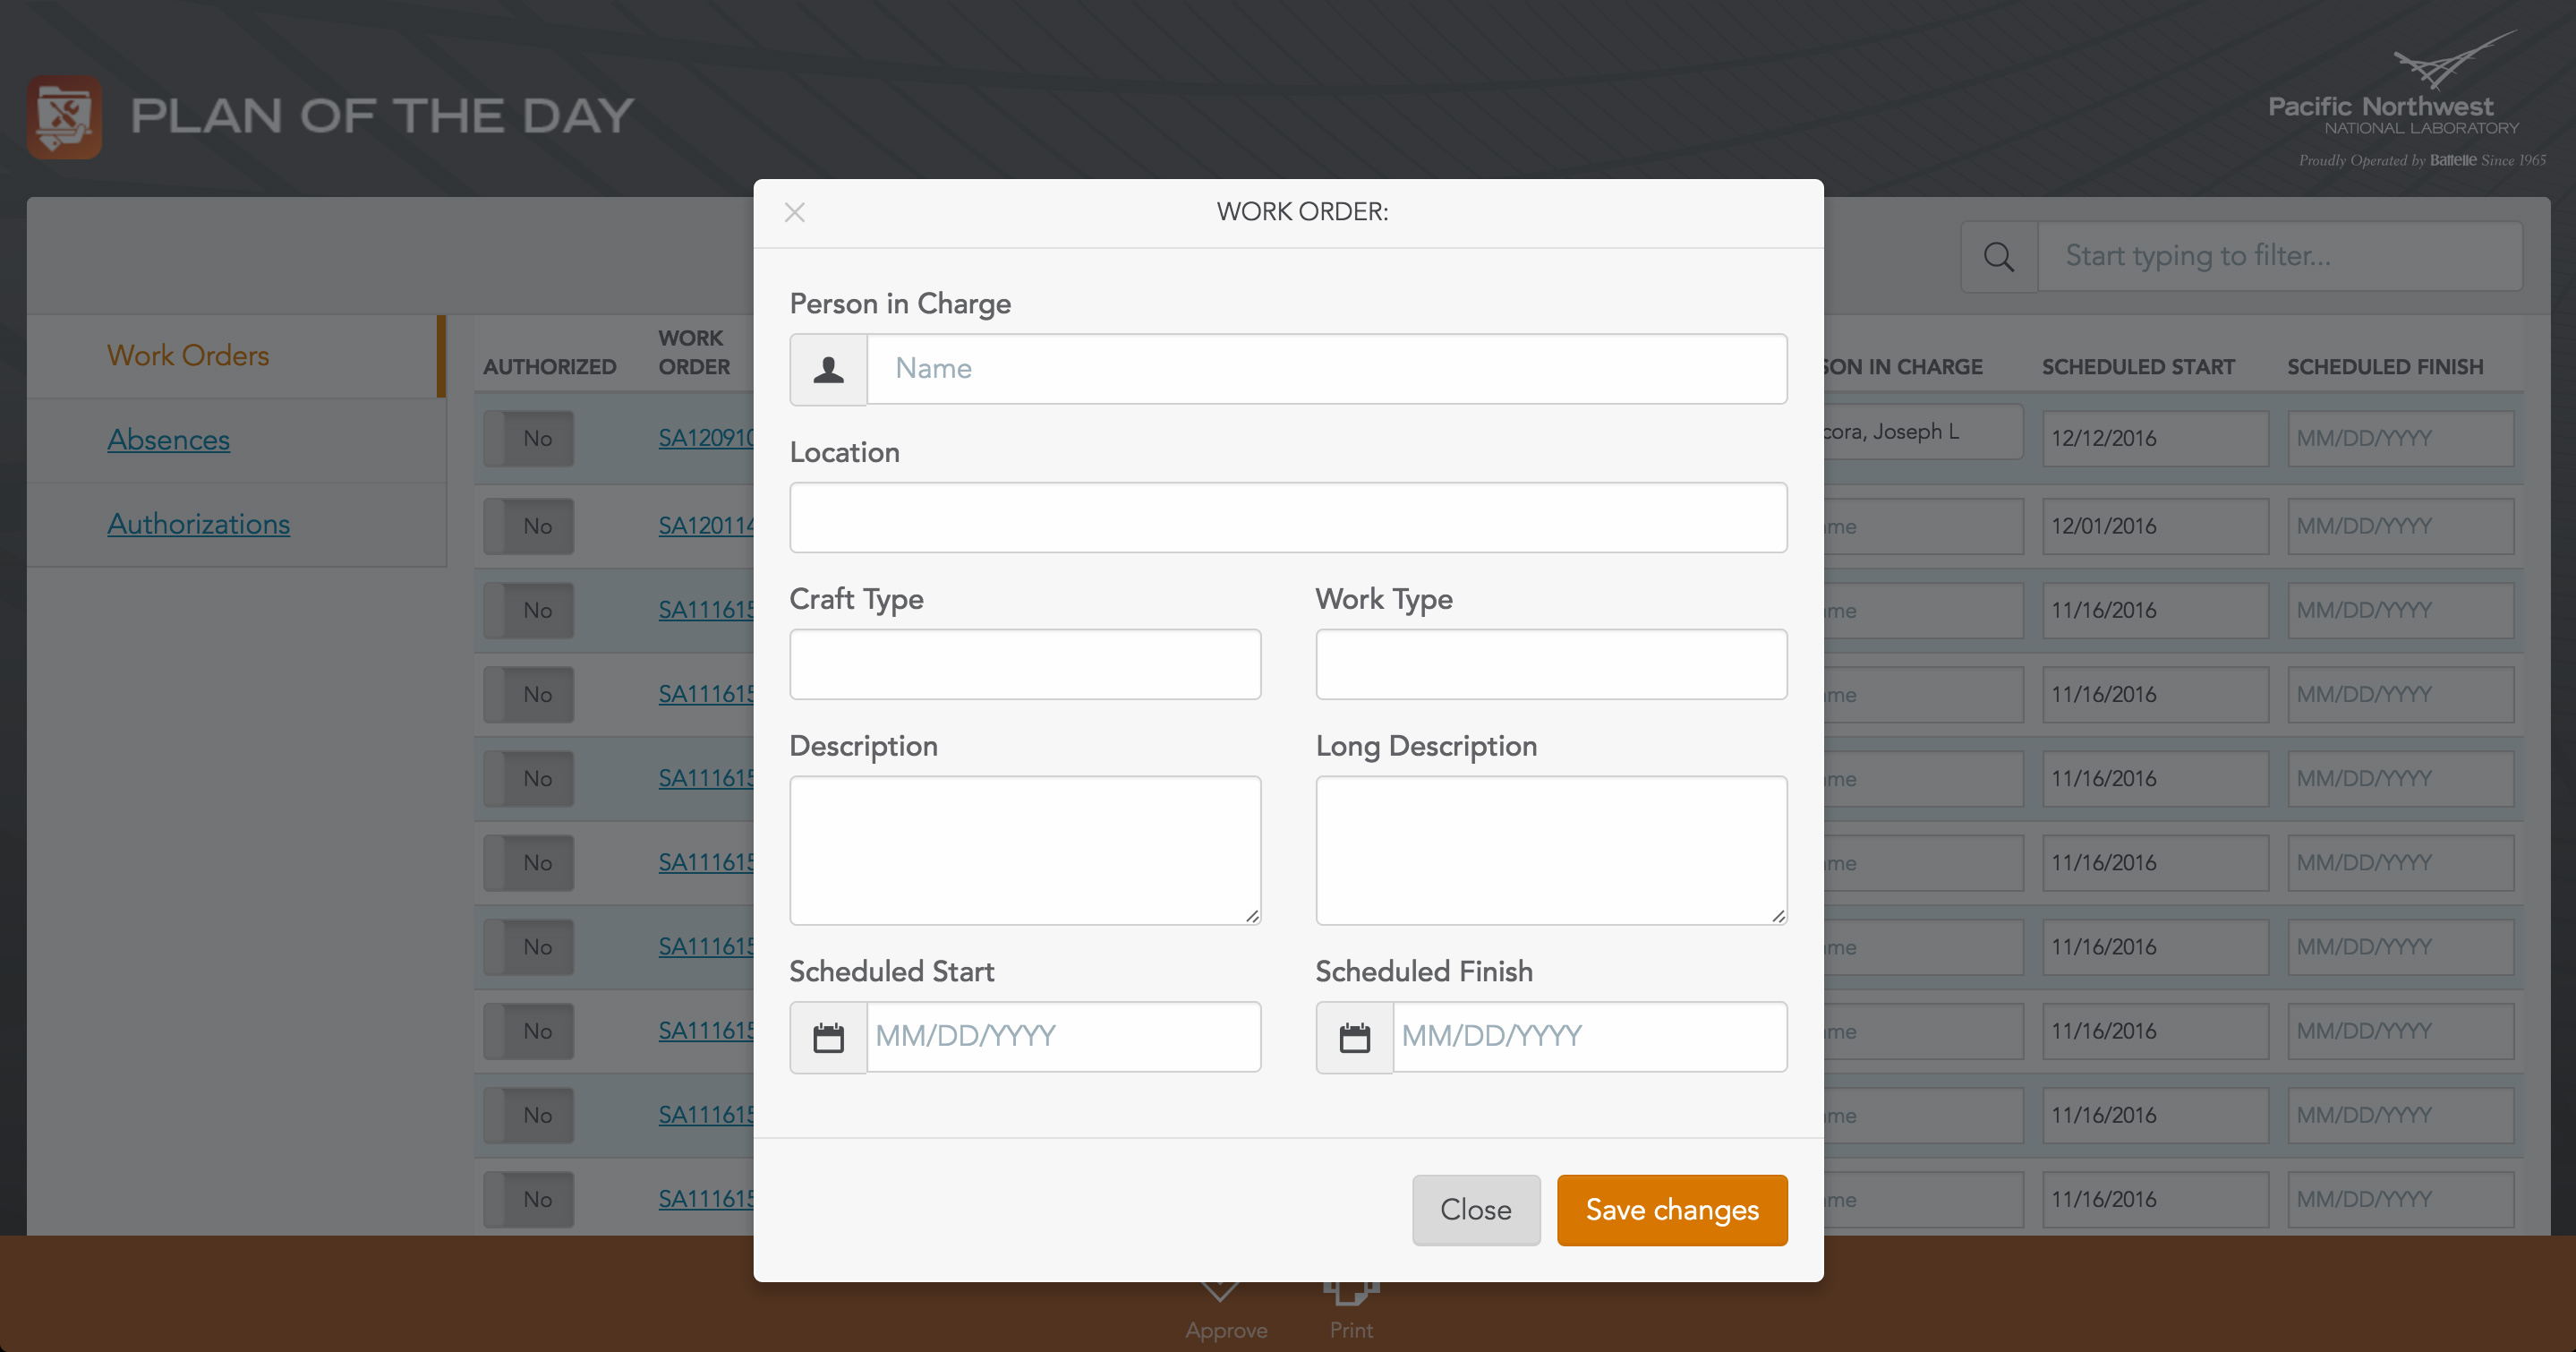 PLAN OF THE DAY
Pacific Northwest
NATIONAL LABORATORY
Proudly Operated by Battelle Since 1965
WORK ORDER:
Start typing to filter...
Person in Charge
Name
Location
Craft Type Work Type
Description Long Description
Scheduled Start Scheduled Finish
MM/DD/YYYY MM/DD/YYYY
Close Save changes
Work Orders
Absences
Authorizations
AUTHORIZED WORK ORDER SON IN CHARGE SCHEDULED START SCHEDULED FINISH
No SA120910 cora, Joseph L 12/12/2016 MM/DD/YYYY
No SA120114 me 12/01/2016 MM/DD/YYYY
No SA111615 me 11/16/2016 MM/DD/YYYY
No SA111615 me 11/16/2016 MM/DD/YYYY
No SA111615 me 11/16/2016 MM/DD/YYYY
No SA111615 me 11/16/2016 MM/DD/YYYY
No SA111615 me 11/16/2016 MM/DD/YYYY
No SA111615 me 11/16/2016 MM/DD/YYYY
No SA111615 me 11/16/2016 MM/DD/YYYY
No SA111615 me 11/16/2016 MM/DD/YYYY
Approve Print